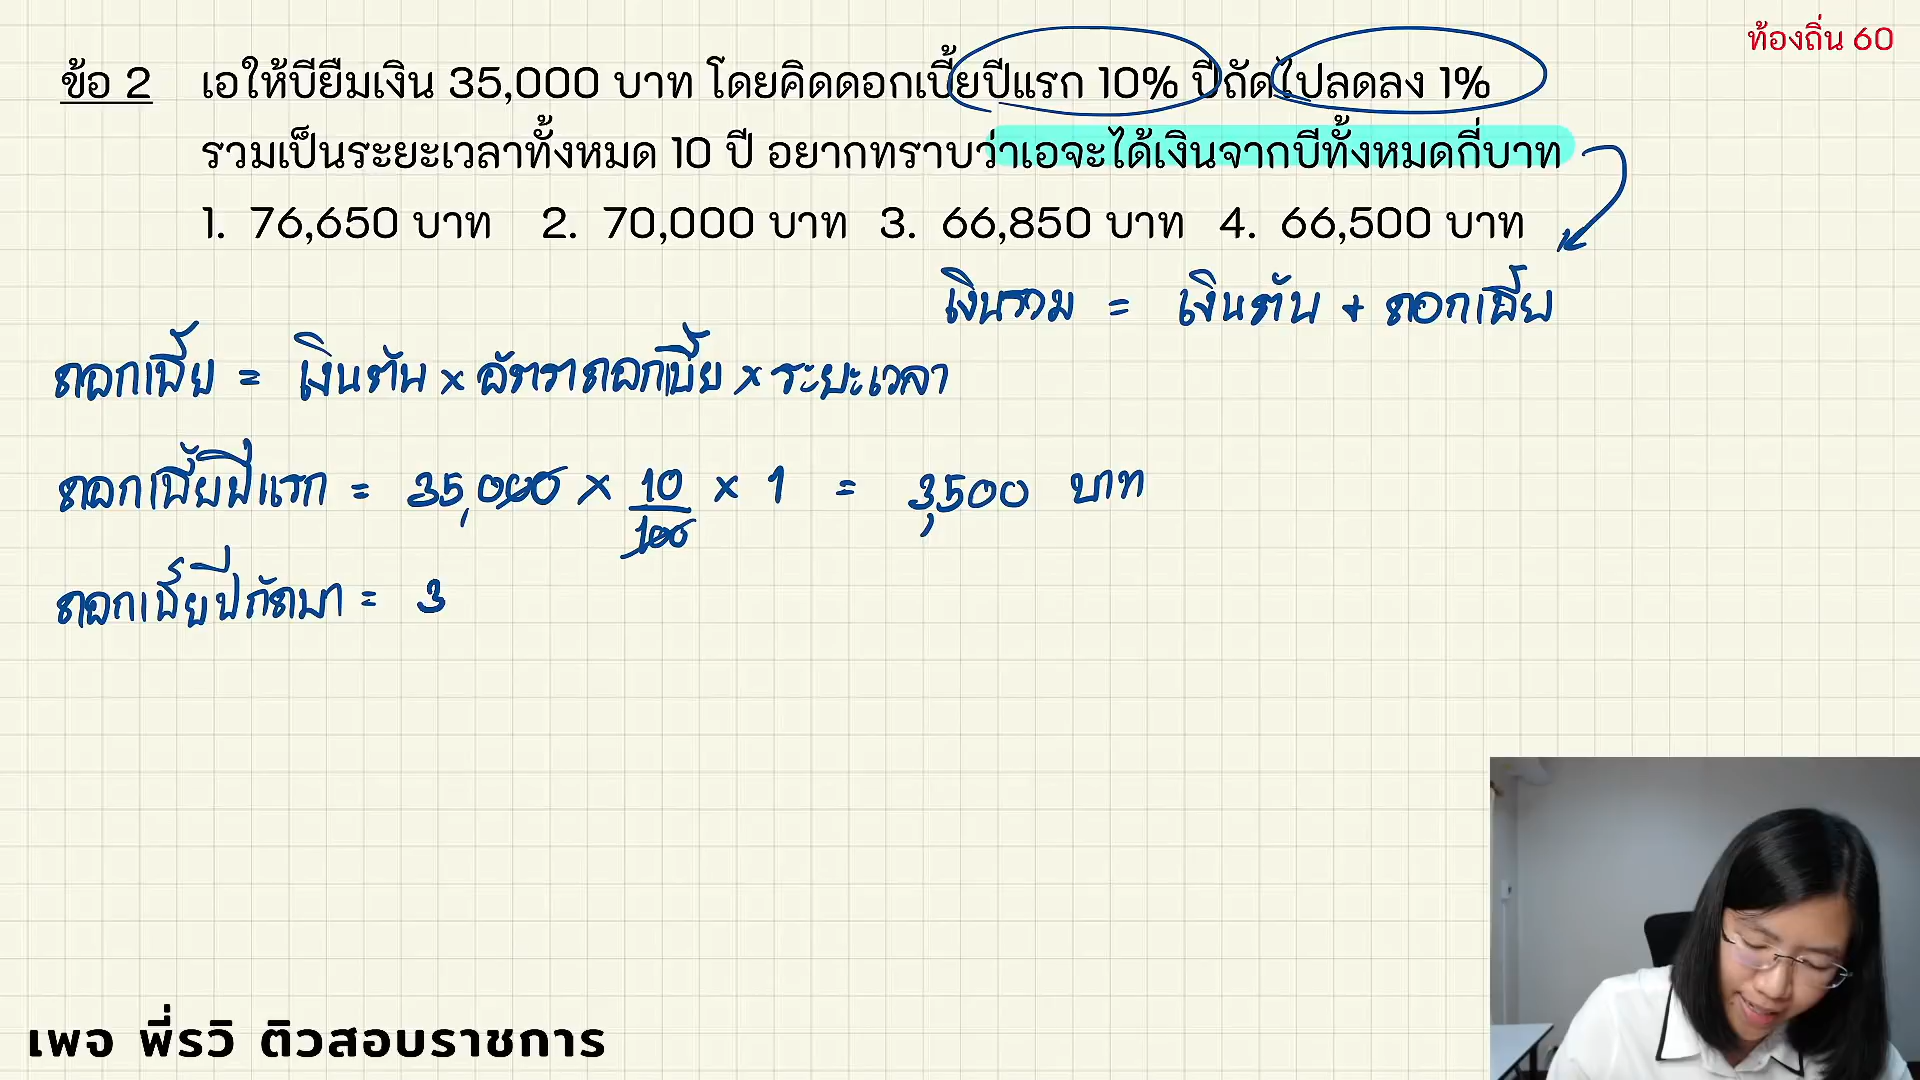 ท้องถิ่น 60
ข้อ 2 เอให้บียืมเงิน 35,000 บาท โดยคิดดอกเบี้ยปีแรก 10% ปีถัดไปลดลง 1%
รวมเป็นระยะเวลาทั้งหมด 10 ปี อยากทราบว่าเอจะได้เงินจากบีทั้งหมดกี่บาท
1. 76,650 บาท 2. 70,000 บาท 3. 66,850 บาท 4. 66,500 บาท
เงินรวม = เงินต้น + ดอกเบี้ย
ดอกเบี้ย = เงินต้น × อัตราดอกเบี้ย × ระยะเวลา
ดอกเบี้ยปีแรก = 35,000 × 10/100 × 1 = 3,500 บาท
ดอกเบี้ยปีถัดมา = 3
เพจ พี่รวิ ติวสอบราชการ